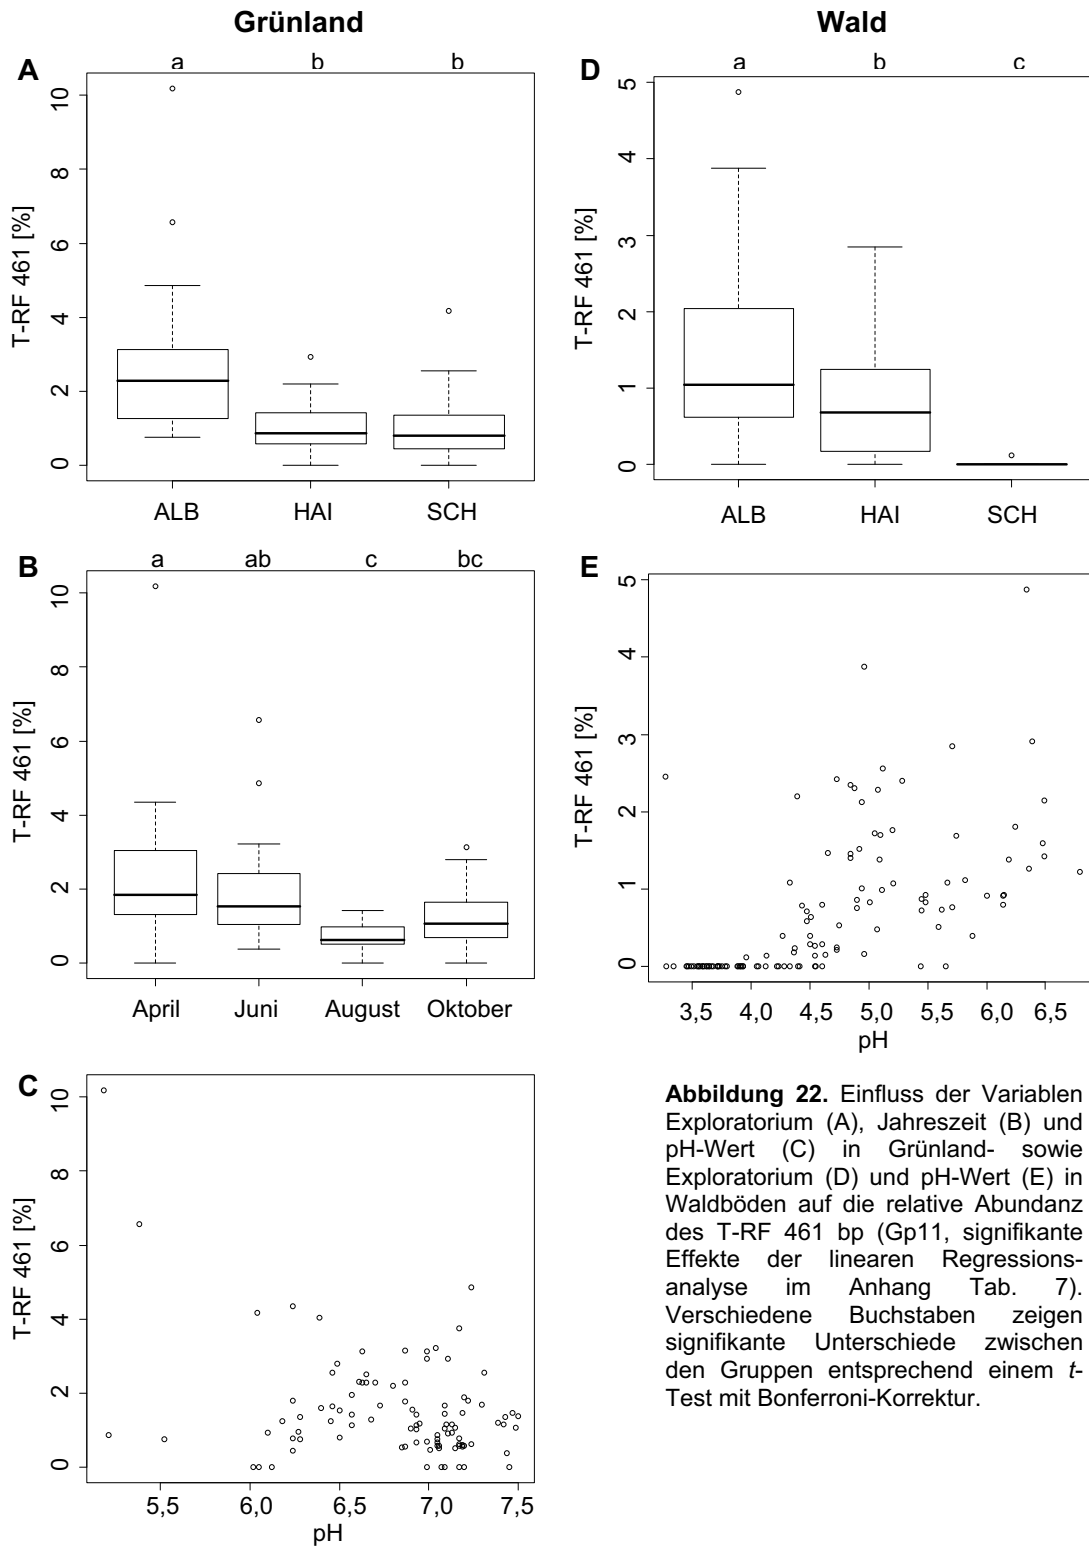 Grünland
Wald
A
a b b
T-RF 461 [%]
0 2 4 6 8 10
ALB HAI SCH
D
a b c
T-RF 461 [%]
0 1 2 3 4 5
ALB HAI SCH
B
a ab c bc
T-RF 461 [%]
0 2 4 6 8 10
April Juni August Oktober
E
T-RF 461 [%]
0 1 2 3 4 5
3,5 4,0 4,5 5,0 5,5 6,0 6,5
pH
C
T-RF 461 [%]
0 2 4 6 8 10
5,5 6,0 6,5 7,0 7,5
pH
Abbildung 22. Einfluss der Variablen
Exploratorium (A), Jahreszeit (B) und
pH-Wert (C) in Grünland- sowie
Exploratorium (D) und pH-Wert (E) in
Waldböden auf die relative Abundanz
des T-RF 461 bp (Gp11, signifikante
Effekte der linearen Regressions-
analyse im Anhang Tab. 7).
Verschiedene Buchstaben zeigen
signifikante Unterschiede zwischen
den Gruppen entsprechend einem t-
Test mit Bonferroni-Korrektur.